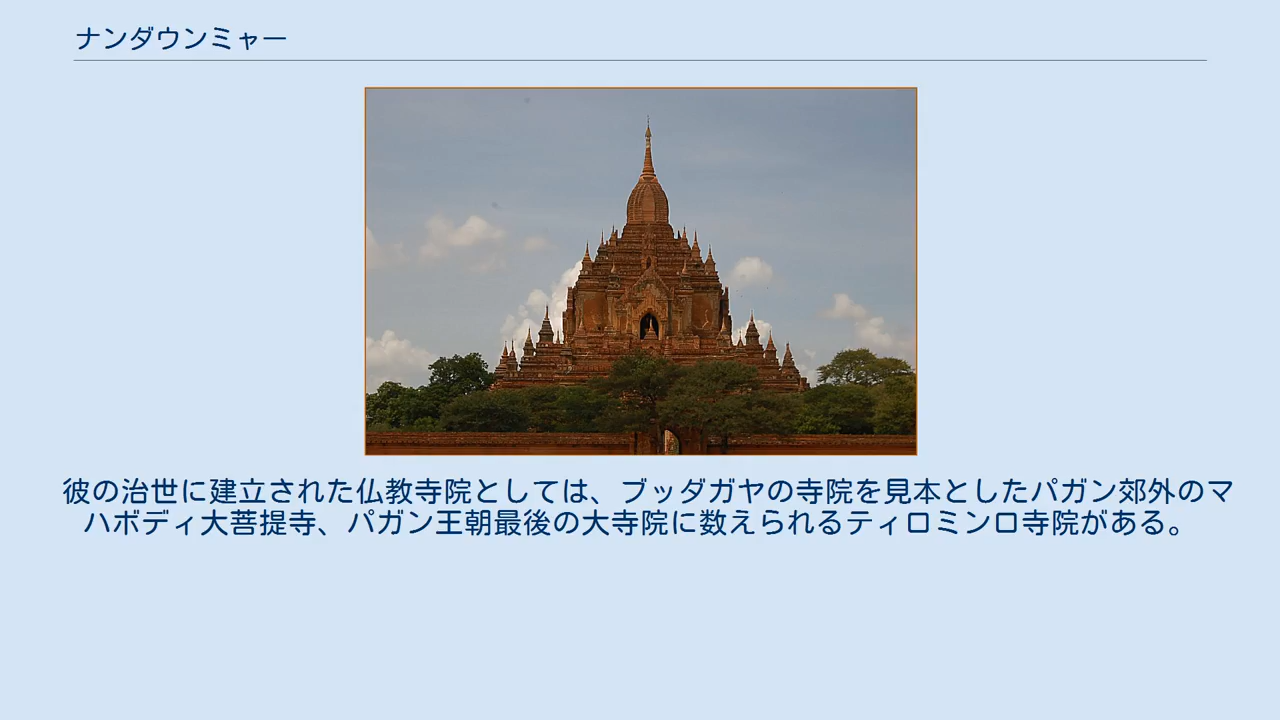 ナンダウンミャー
彼の治世に建立された仏教寺院としては、ブッダガヤの寺院を見本としたパガン郊外のマ
ハボディ大菩提寺、パガン王朝最後の大寺院に数えられるティロミンロ寺院がある。